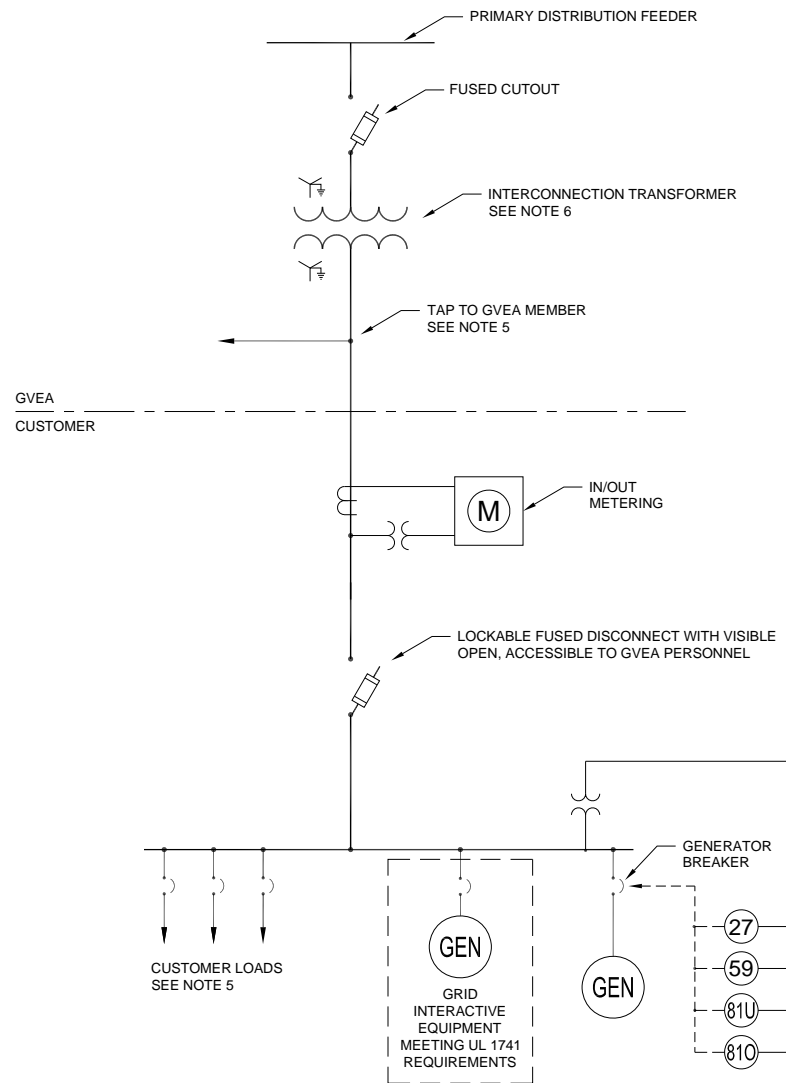 PRIMARY DISTRIBUTION FEEDER
FUSED CUTOUT
INTERCONNECTION TRANSFORMER
SEE NOTE 6
TAP TO GVEA MEMBER
SEE NOTE 5
GVEA
CUSTOMER
M
IN/OUT
METERING
LOCKABLE FUSED DISCONNECT WITH VISIBLE
OPEN, ACCESSIBLE TO GVEA PERSONNEL
GENERATOR
BREAKER
CUSTOMER LOADS
SEE NOTE 5
GEN
GRID
INTERACTIVE
EQUIPMENT
MEETING UL 1741
REQUIREMENTS
GEN
27
59
81U
81O